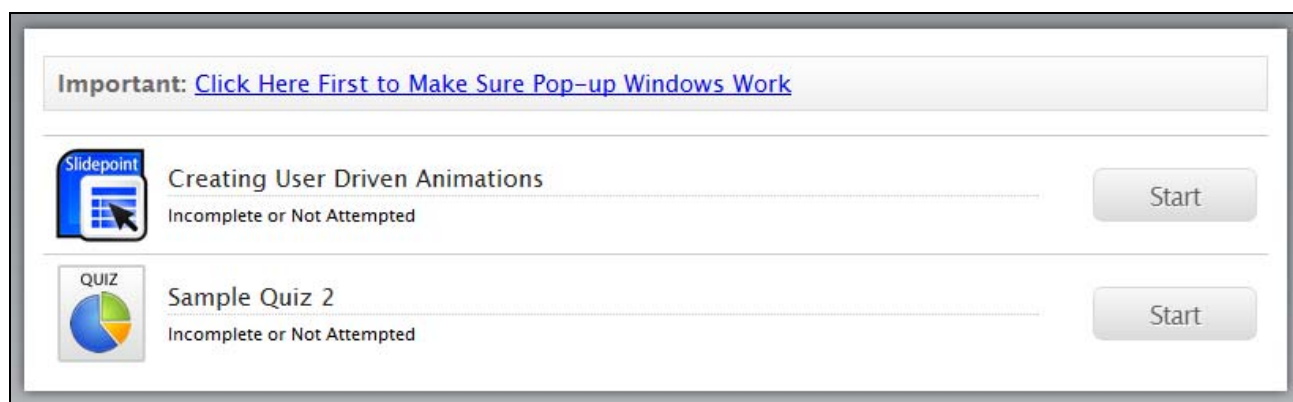 Important: Click Here First to Make Sure Pop-up Windows Work
Slidepoint
Creating User Driven Animations
Start
Incomplete or Not Attempted
QUIZ
Sample Quiz 2
Start
Incomplete or Not Attempted